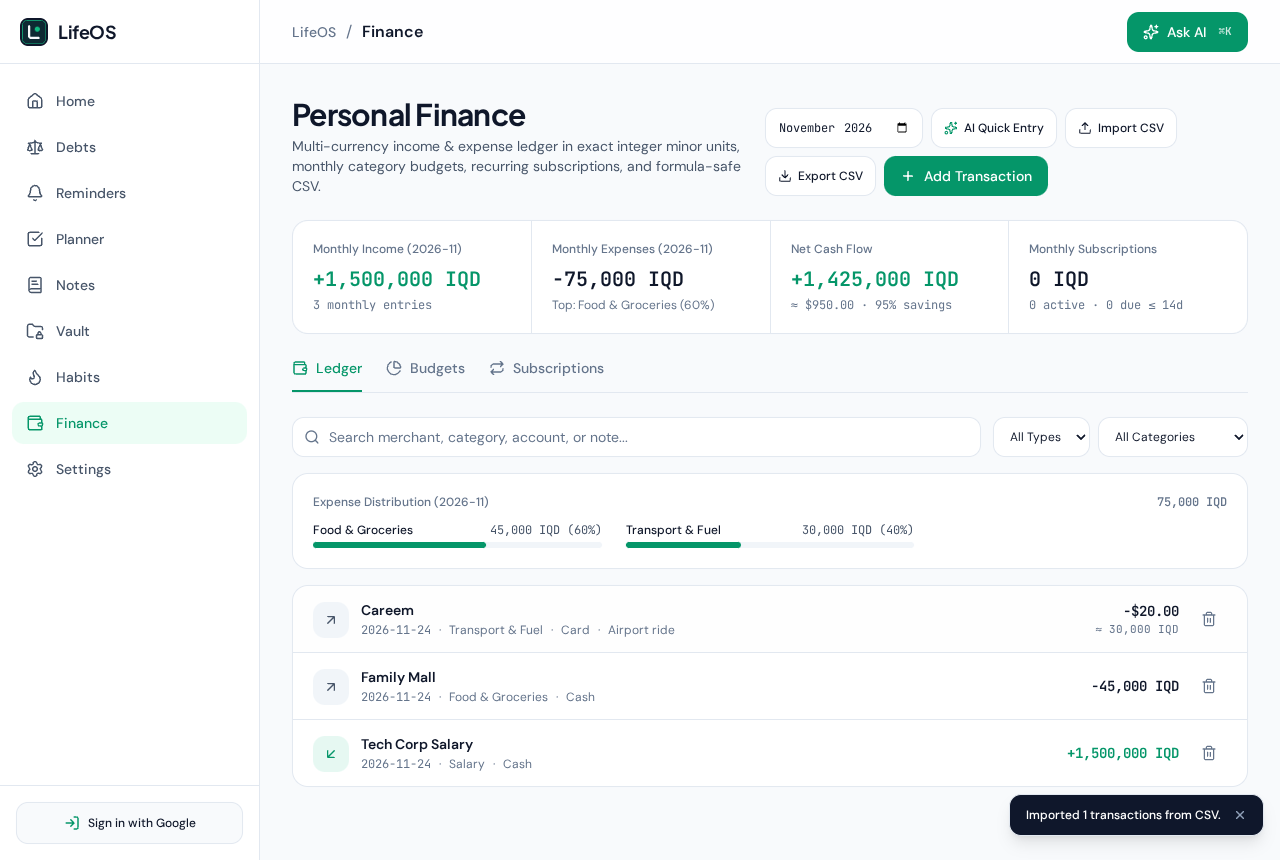 LifeOS
LifeOS / Finance
Ask AI ⌘K
Home
Debts
Reminders
Planner
Notes
Vault
Habits
Finance
Settings
Sign in with Google
Personal Finance
Multi-currency income & expense ledger in exact integer minor units,
monthly category budgets, recurring subscriptions, and formula-safe
CSV.
November 2026
AI Quick Entry
Import CSV
Export CSV
Add Transaction
Monthly Income (2026-11)
+1,500,000 IQD
3 monthly entries
Monthly Expenses (2026-11)
-75,000 IQD
Top: Food & Groceries (60%)
Net Cash Flow
+1,425,000 IQD
≈ $950.00 · 95% savings
Monthly Subscriptions
0 IQD
0 active · 0 due ≤ 14d
Ledger
Budgets
Subscriptions
Search merchant, category, account, or note...
All Types
All Categories
Expense Distribution (2026-11)
75,000 IQD
Food & Groceries
45,000 IQD (60%)
Transport & Fuel
30,000 IQD (40%)
Careem
2026-11-24 · Transport & Fuel · Card · Airport ride
-$20.00
≈ 30,000 IQD
Family Mall
2026-11-24 · Food & Groceries · Cash
-45,000 IQD
Tech Corp Salary
2026-11-24 · Salary · Cash
+1,500,000 IQD
Imported 1 transactions from CSV.